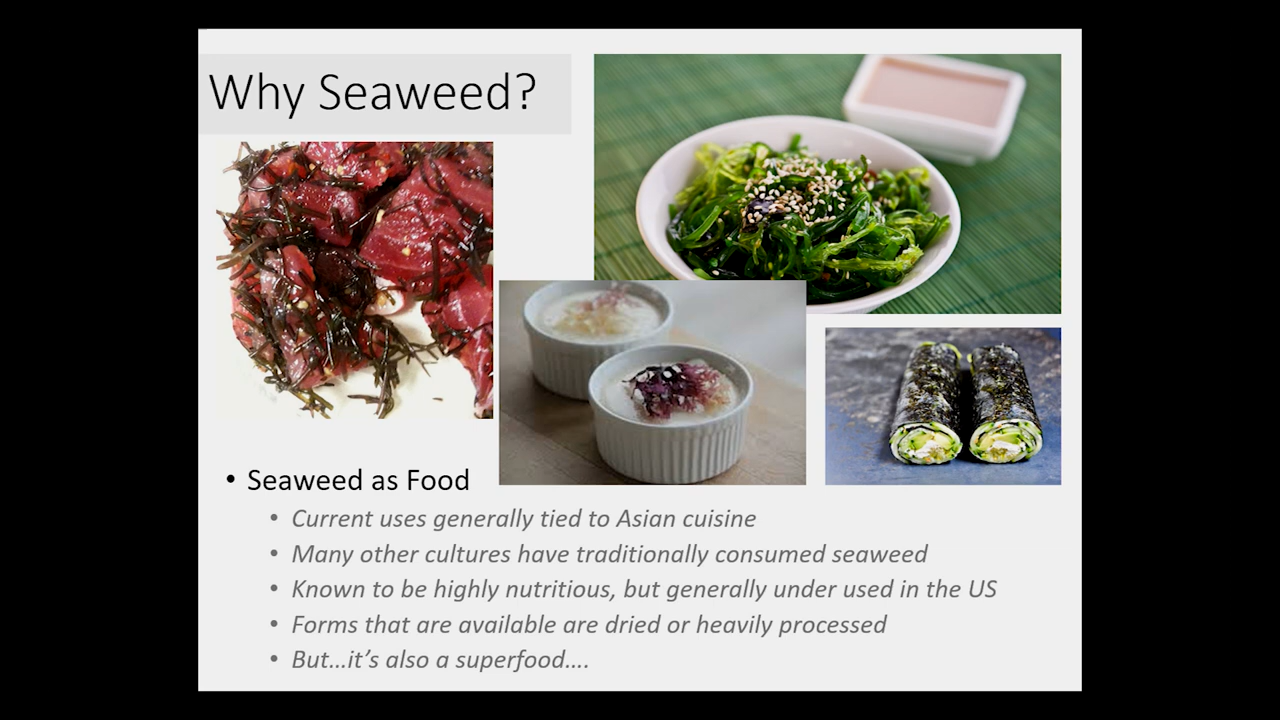 Why Seaweed?
• Seaweed as Food
• Current uses generally tied to Asian cuisine
• Many other cultures have traditionally consumed seaweed
• Known to be highly nutritious, but generally under used in the US
• Forms that are available are dried or heavily processed
• But…it’s also a superfood….